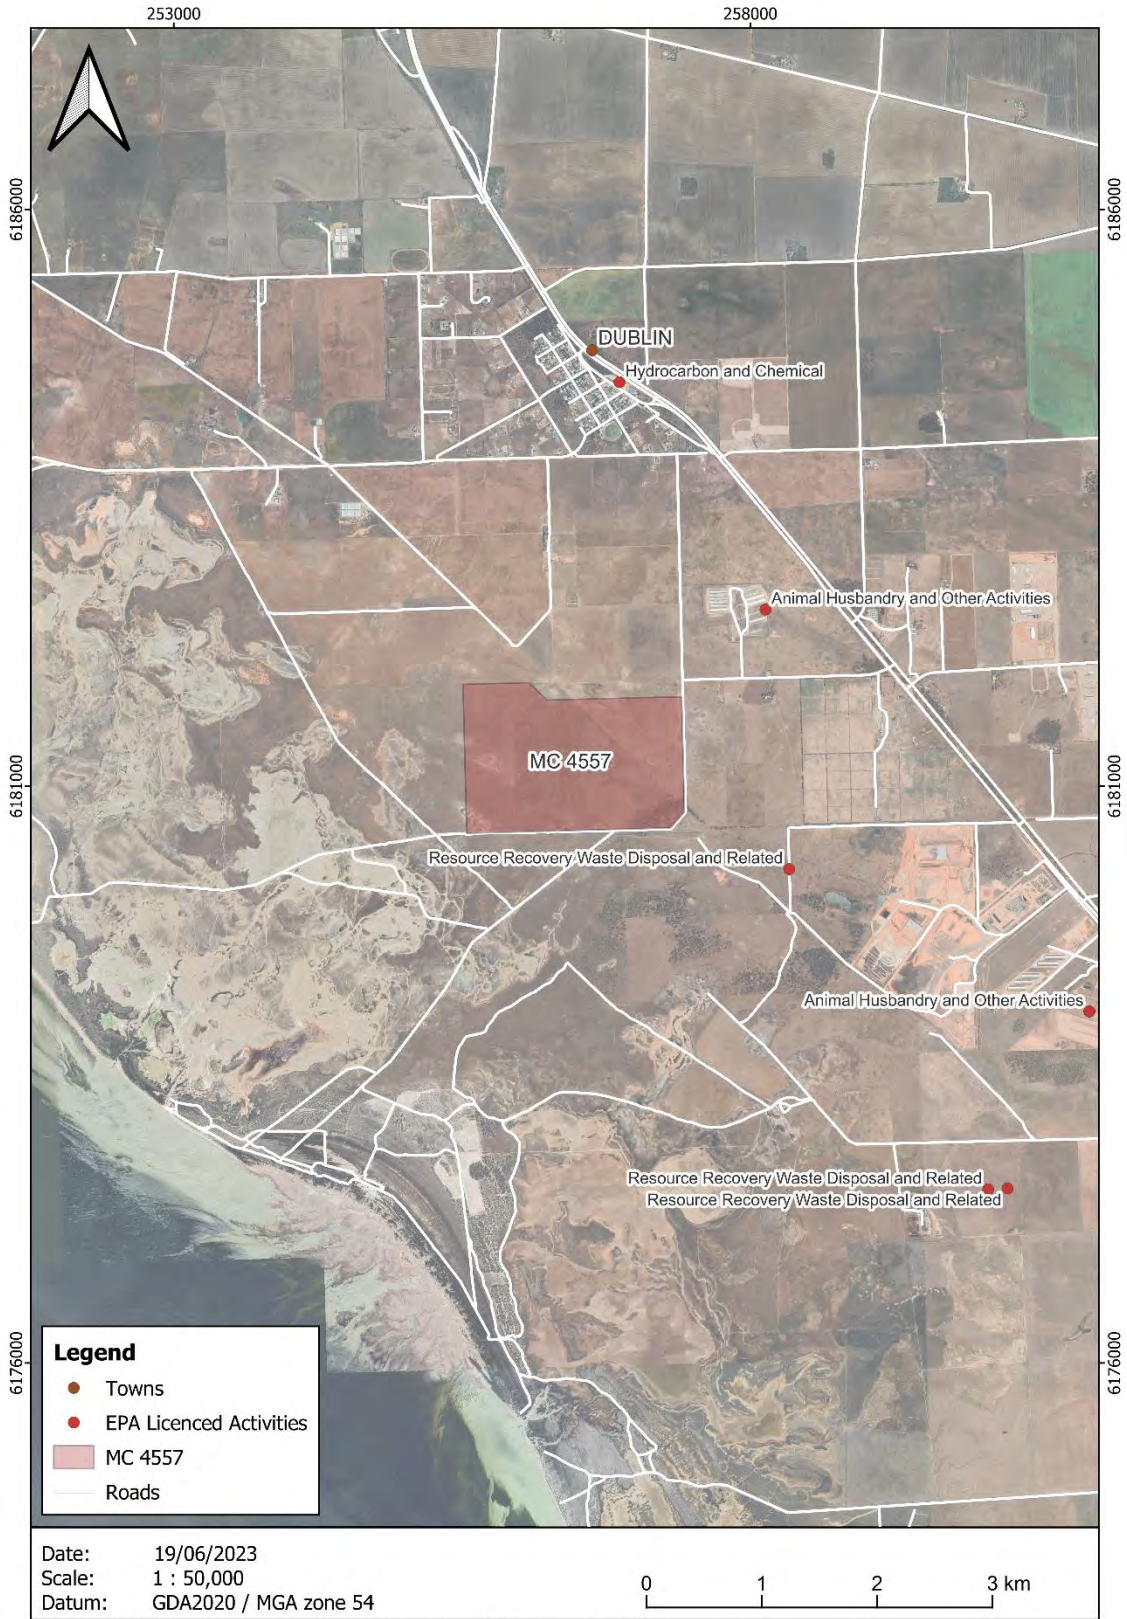 253000
258000
6186000
6186000
DUBLIN
Hydrocarbon and Chemical
Animal Husbandry and Other Activities
MC 4557
6181000
6181000
Resource Recovery Waste Disposal and Related
Animal Husbandry and Other Activities
Resource Recovery Waste Disposal and Related
Resource Recovery Waste Disposal and Related
6176000
6176000
Legend
Towns
EPA Licenced Activities
MC 4557
Roads
Date: 19/06/2023
Scale: 1 : 50,000
Datum: GDA2020 / MGA zone 54
0 1 2 3 km